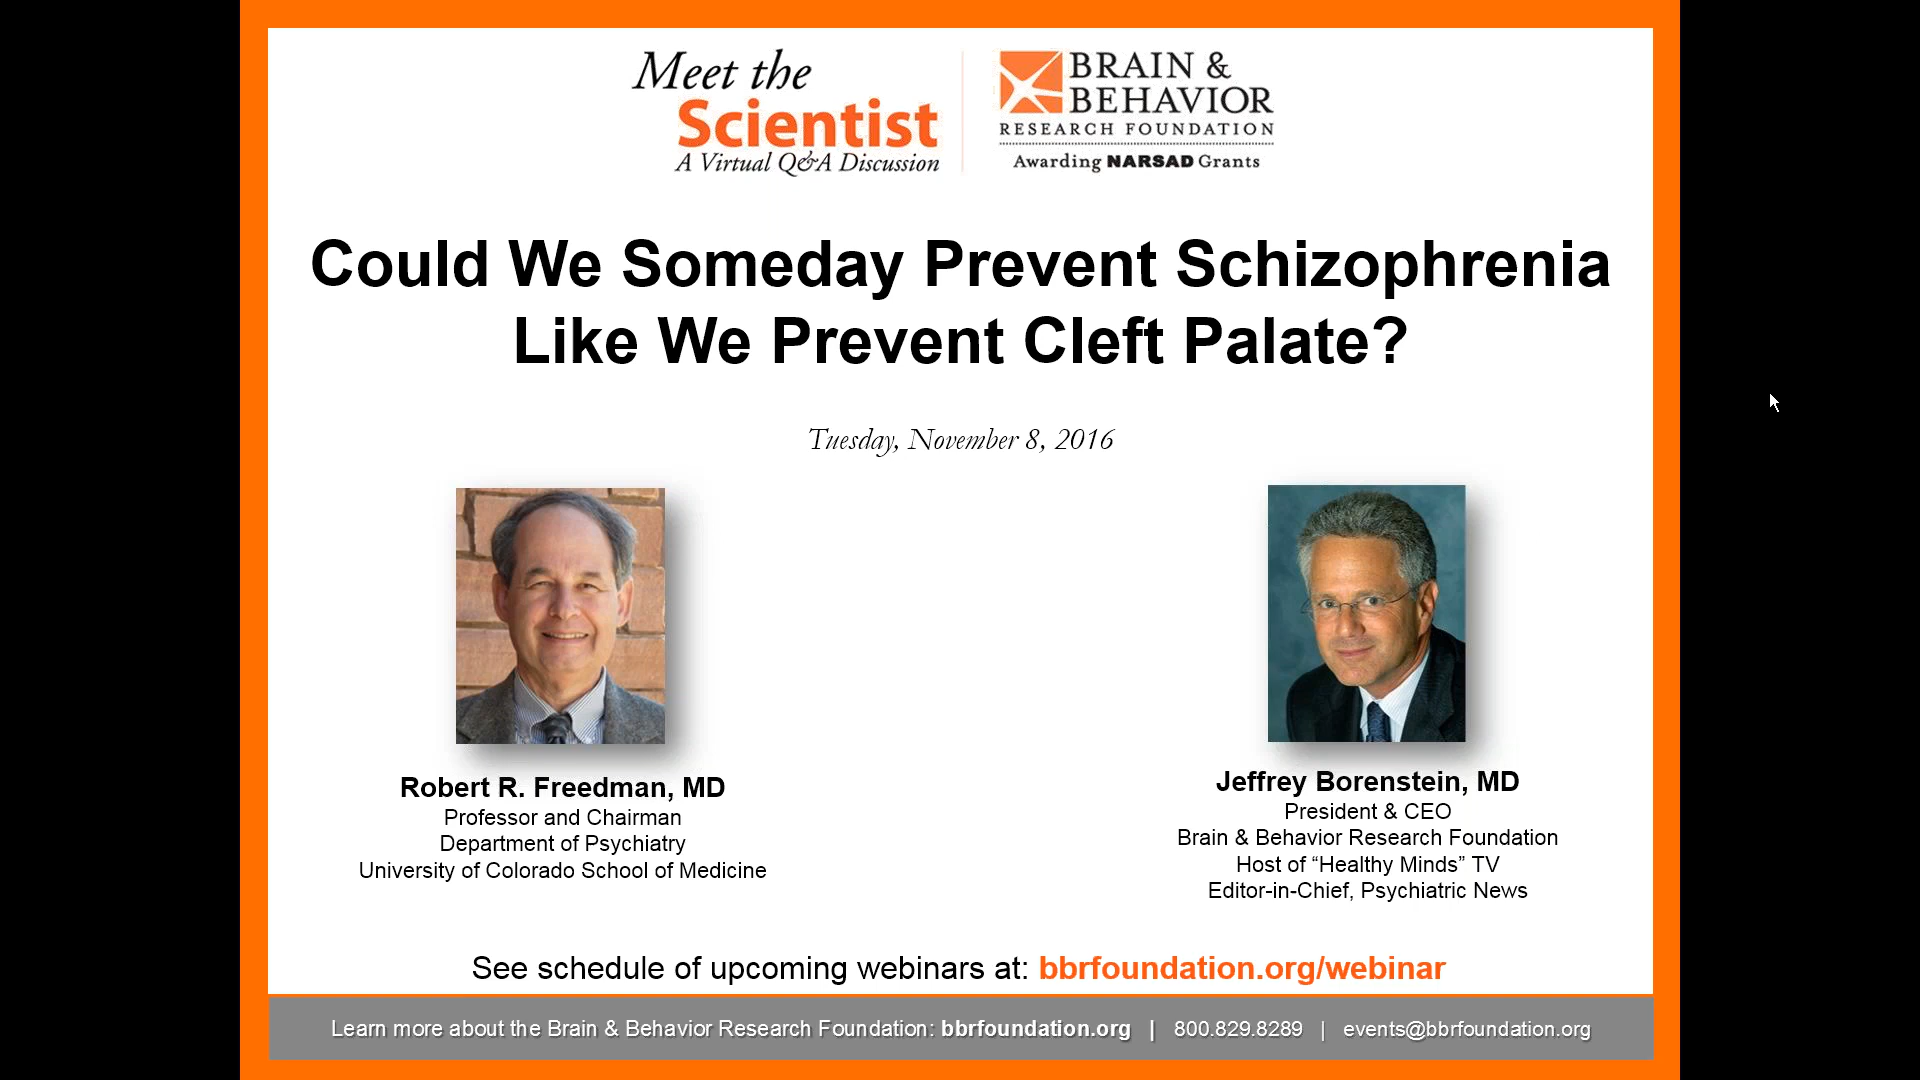 Meet the
Scientist
A Virtual Q&A Discussion
BRAIN &
BEHAVIOR
RESEARCH FOUNDATION
Awarding NARSAD Grants
Could We Someday Prevent Schizophrenia
Like We Prevent Cleft Palate?
Tuesday, November 8, 2016
Robert R. Freedman, MD
Professor and Chairman
Department of Psychiatry
University of Colorado School of Medicine
Jeffrey Borenstein, MD
President & CEO
Brain & Behavior Research Foundation
Host of “Healthy Minds” TV
Editor-in-Chief, Psychiatric News
See schedule of upcoming webinars at: bbrfoundation.org/webinar
Learn more about the Brain & Behavior Research Foundation: bbrfoundation.org | 800.829.8289 | events@bbrfoundation.org